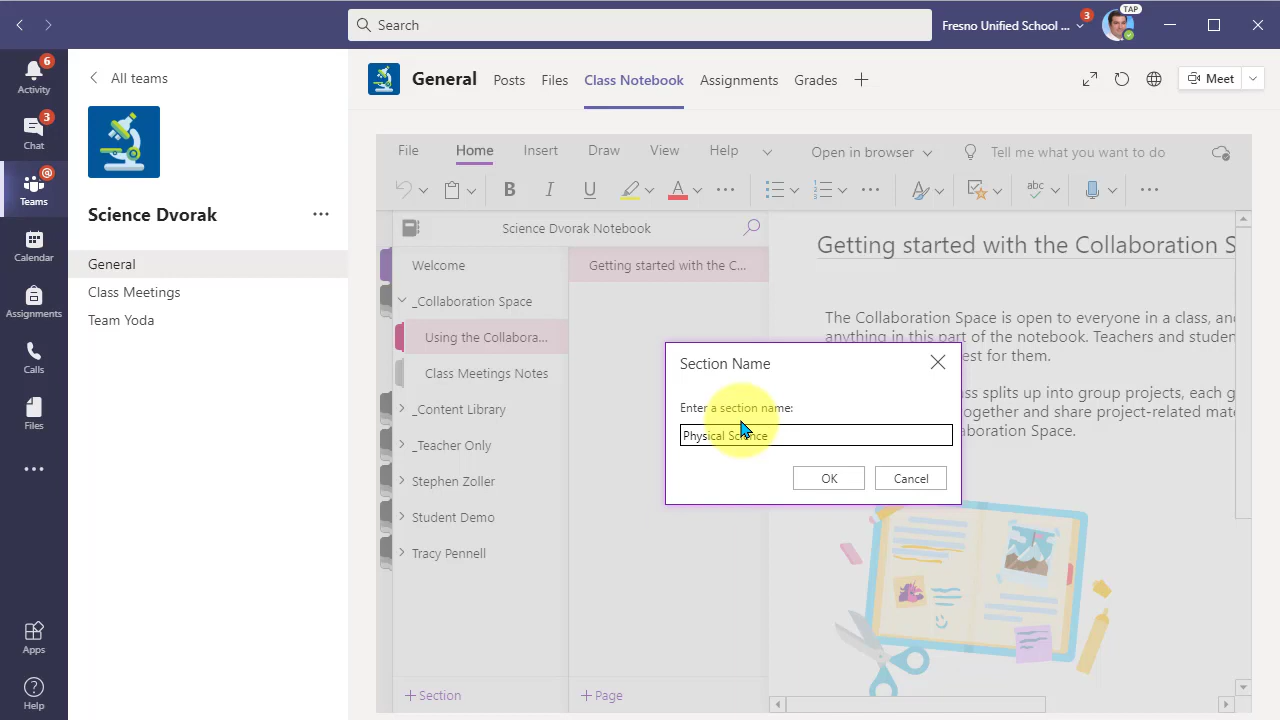 Search
Fresno Unified School ...
3
TAP
6
Activity
3
Chat
@
Teams
Calendar
Assignments
Calls
Files
Apps
Help
All teams
Science Dvorak
General
Class Meetings
Team Yoda
General
Posts
Files
Class Notebook
Assignments
Grades
Meet
File
Home
Insert
Draw
View
Help
Open in browser
Tell me what you want to do
B
I
U
A
abc
Science Dvorak Notebook
Welcome
_Collaboration Space
Using the Collabora...
Class Meetings Notes
_Content Library
_Teacher Only
Stephen Zoller
Student Demo
Tracy Pennell
+ Section
Getting started with the C...
+ Page
Getting started with the Collaboration S
The Collaboration Space is open to everyone in a class, and
anything in this part of the notebook. Teachers and studen
est for them.
ss splits up into group projects, each g
ogether and share project-related mat
boration Space.
Section Name
Enter a section name:
Physical Science
OK
Cancel